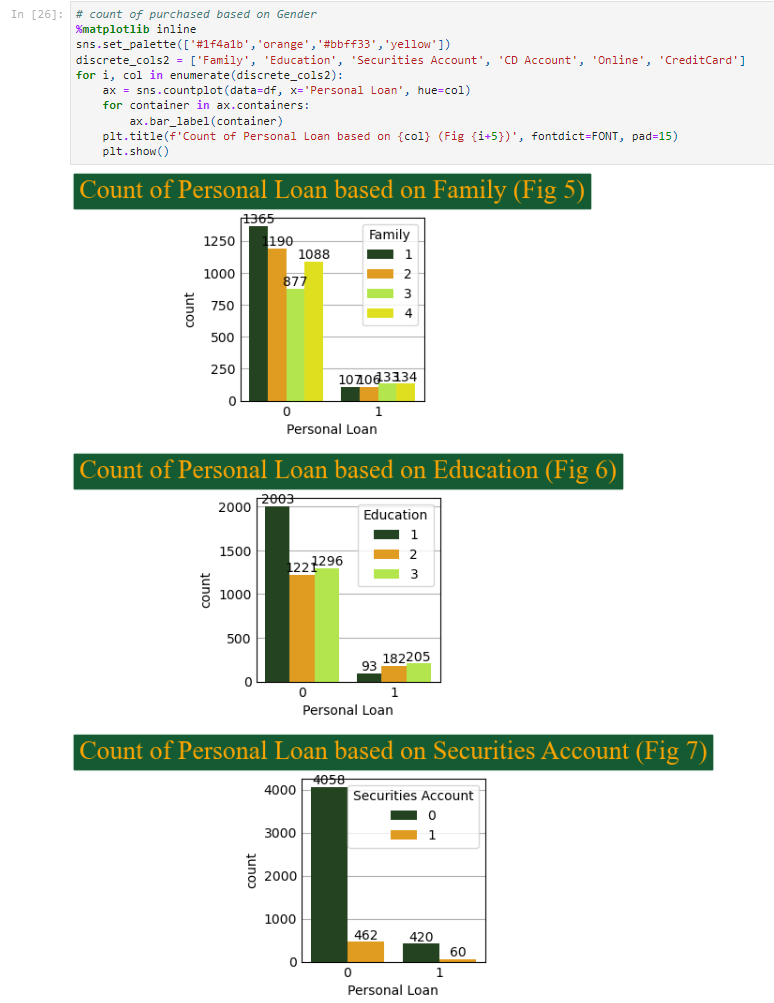 In [26]:
# count of purchased based on Gender
%matplotlib inline
sns.set_palette(['#1f4a1b','orange','#bbff33','yellow'])
discrete_cols2 = ['Family', 'Education', 'Securities Account', 'CD Account', 'Online', 'CreditCard']
for i, col in enumerate(discrete_cols2):
    ax = sns.countplot(data=df, x='Personal Loan', hue=col)
    for container in ax.containers:
        ax.bar_label(container)
    plt.title(f'Count of Personal Loan based on {col} (Fig {i+5})', fontdict=FONT, pad=15)
    plt.show()
Count of Personal Loan based on Family (Fig 5)
1365
1190
877
1088
107
106
133
134
Family
1
2
3
4
1250
1000
750
500
250
0
count
0 1
Personal Loan
Count of Personal Loan based on Education (Fig 6)
2003
1221
1296
93
182
205
Education
1
2
3
2000
1500
1000
500
0
count
0 1
Personal Loan
Count of Personal Loan based on Securities Account (Fig 7)
4058
462
420
60
Securities Account
0
1
4000
3000
2000
1000
0
count
0 1
Personal Loan